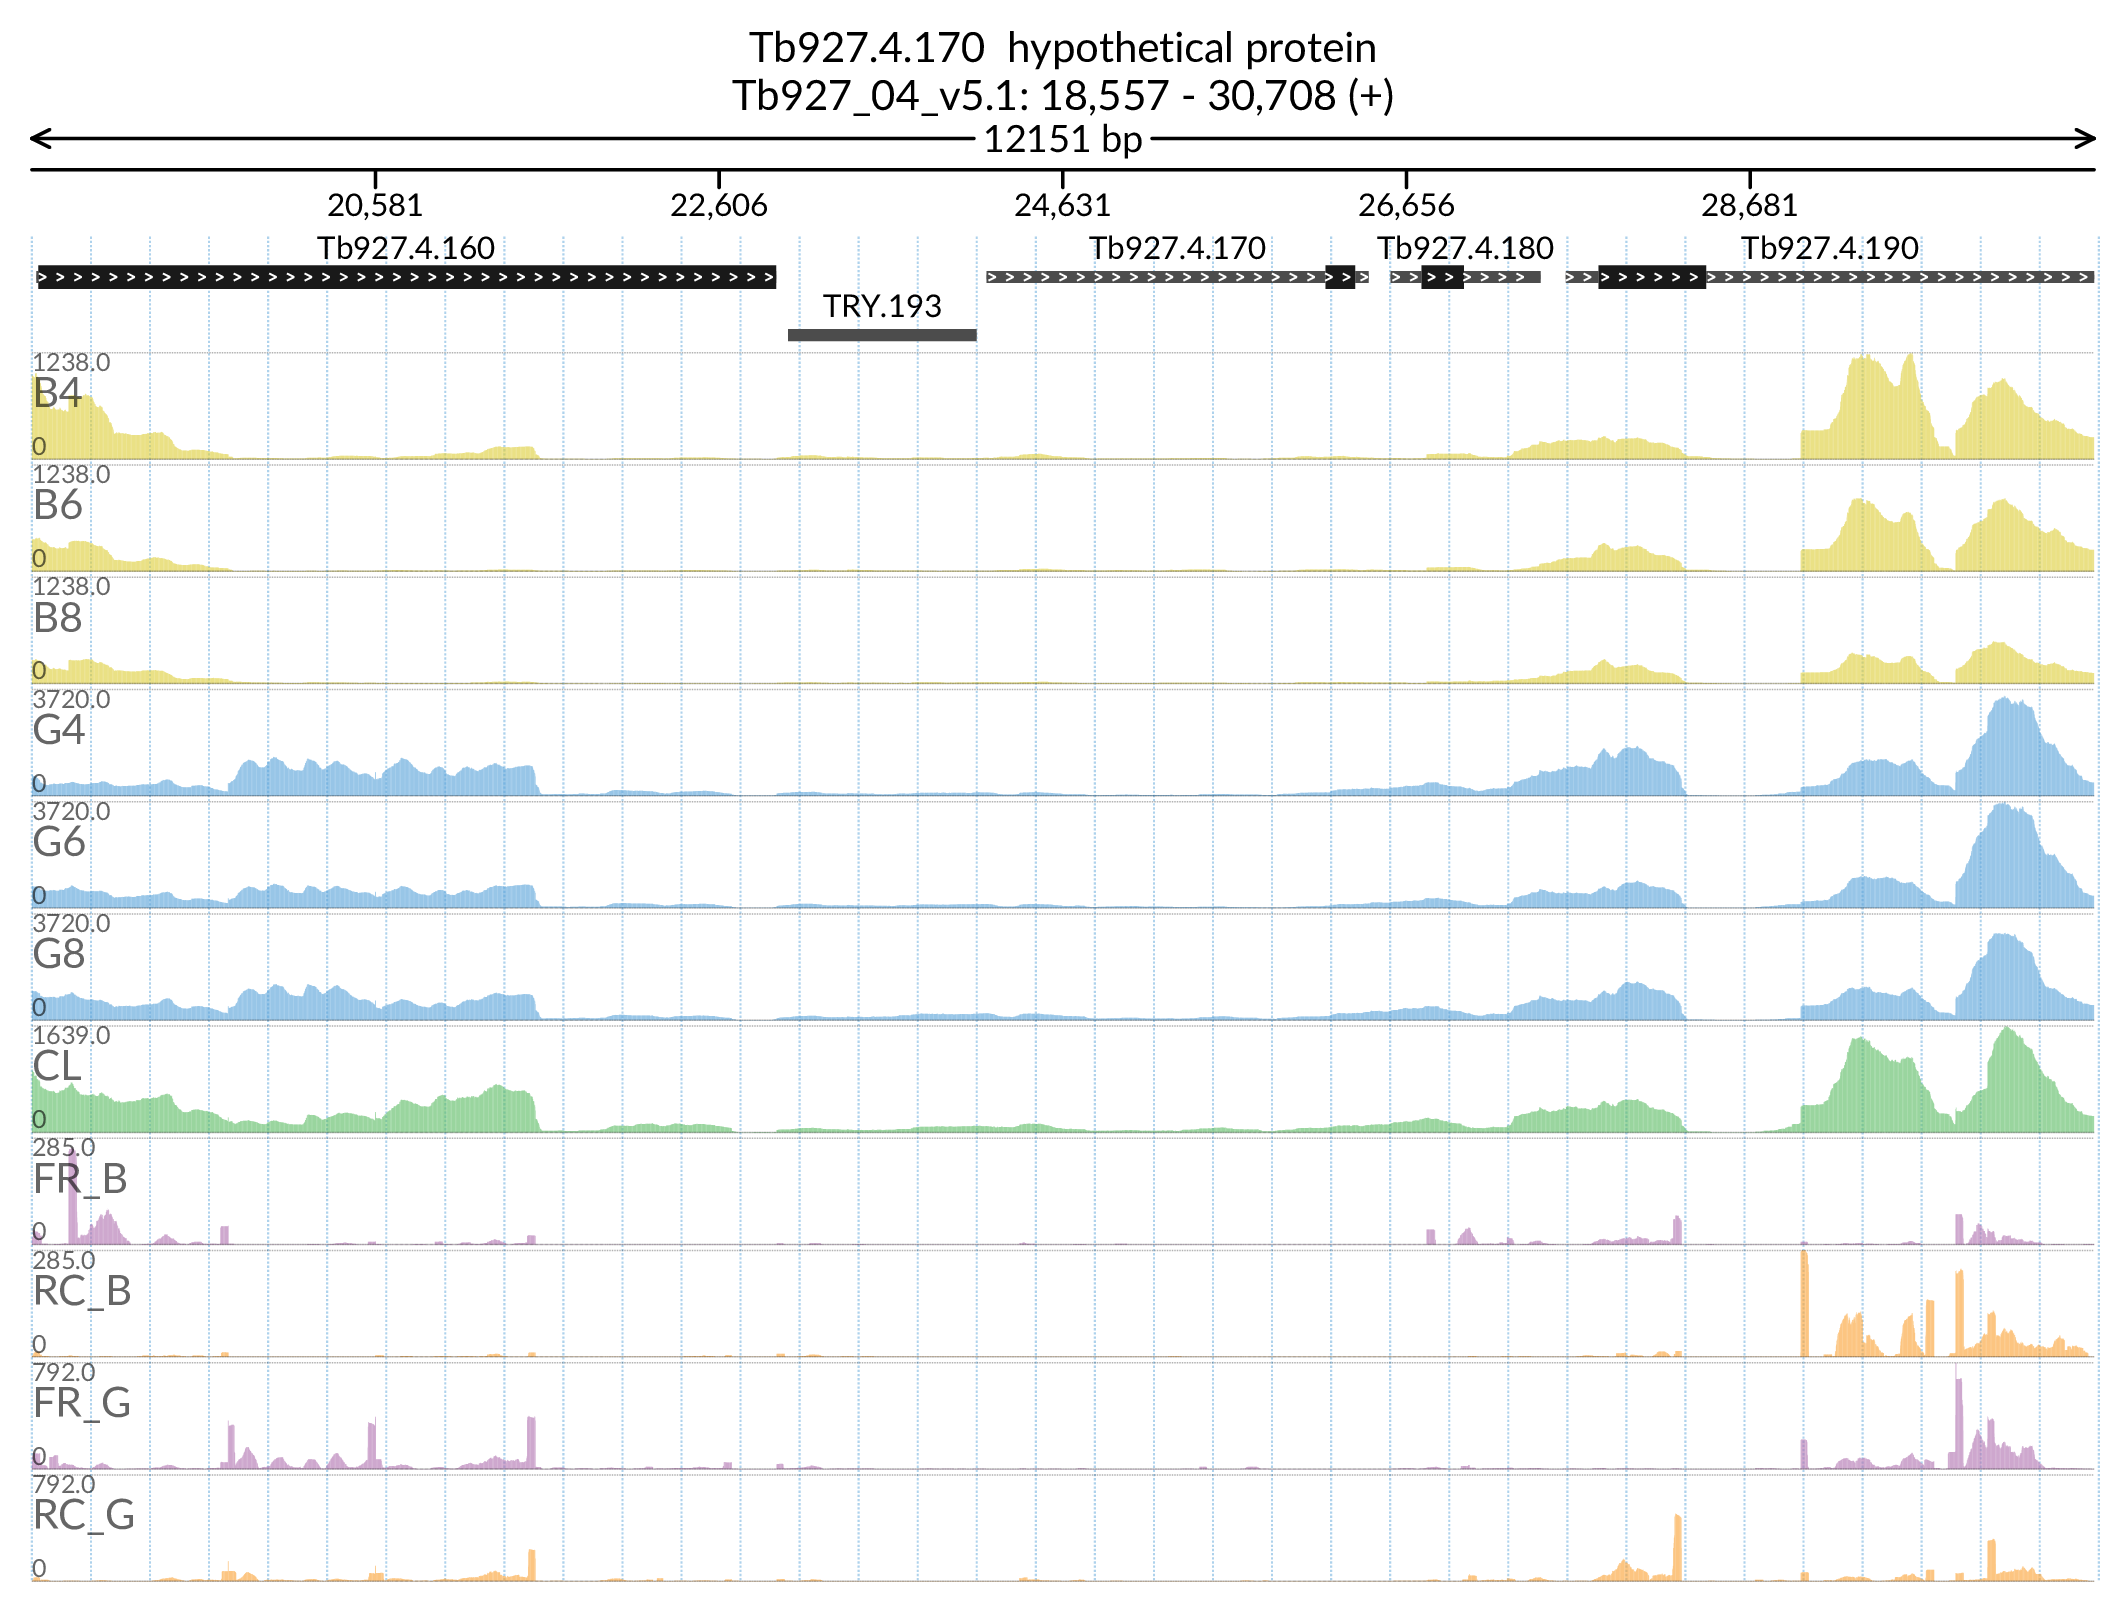 Tb927.4.170 hypothetical protein
Tb927_04_v5.1: 18,557 - 30,708 (+)
12151 bp
20,581 22,606 24,631 26,656 28,681
Tb927.4.160 Tb927.4.170 Tb927.4.180 Tb927.4.190
TRY.193
1238.0
B4
0
1238.0
B6
0
1238.0
B8
0
3720.0
G4
0
3720.0
G6
0
3720.0
G8
0
1639.0
CL
0
285.0
FR_B
0
285.0
RC_B
0
792.0
FR_G
0
792.0
RC_G
0